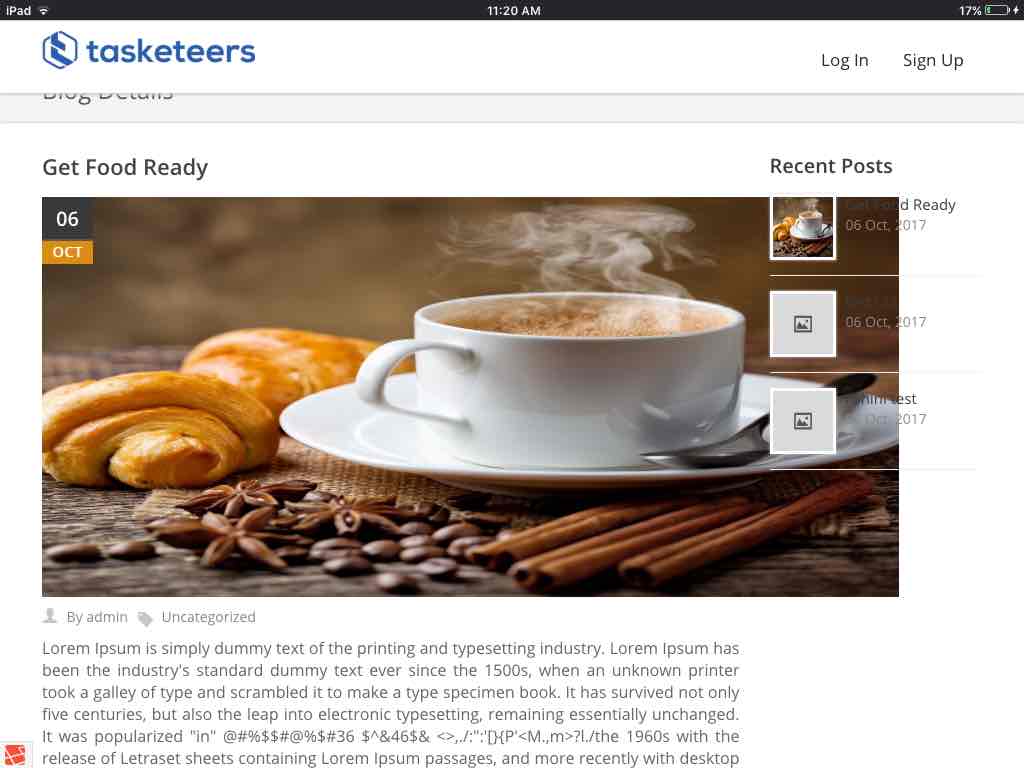 iPad 11:20 AM 17%
tasketeers
Log In Sign Up
Blog Details
Get Food Ready
06
OCT
By admin Uncategorized
Lorem Ipsum is simply dummy text of the printing and typesetting industry. Lorem Ipsum has
been the industry's standard dummy text ever since the 1500s, when an unknown printer
took a galley of type and scrambled it to make a type specimen book. It has survived not only
five centuries, but also the leap into electronic typesetting, remaining essentially unchanged.
It was popularized "in" @#%$$#@%$#36 $^&46$& <>,./:":'[}{P'<M.,m>?l./the 1960s with the
release of Letraset sheets containing Lorem Ipsum passages, and more recently with desktop
Recent Posts
Get Food Ready
06 Oct, 2017
06 Oct, 2017
test
Oct, 2017